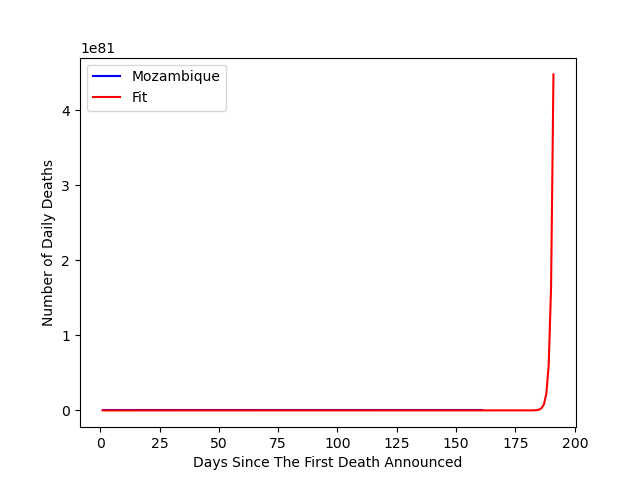 1e81
Mozambique
Fit
4
3
2
1
0
Number of Daily Deaths
0
25
50
75
100
125
150
175
200
Days Since The First Death Announced